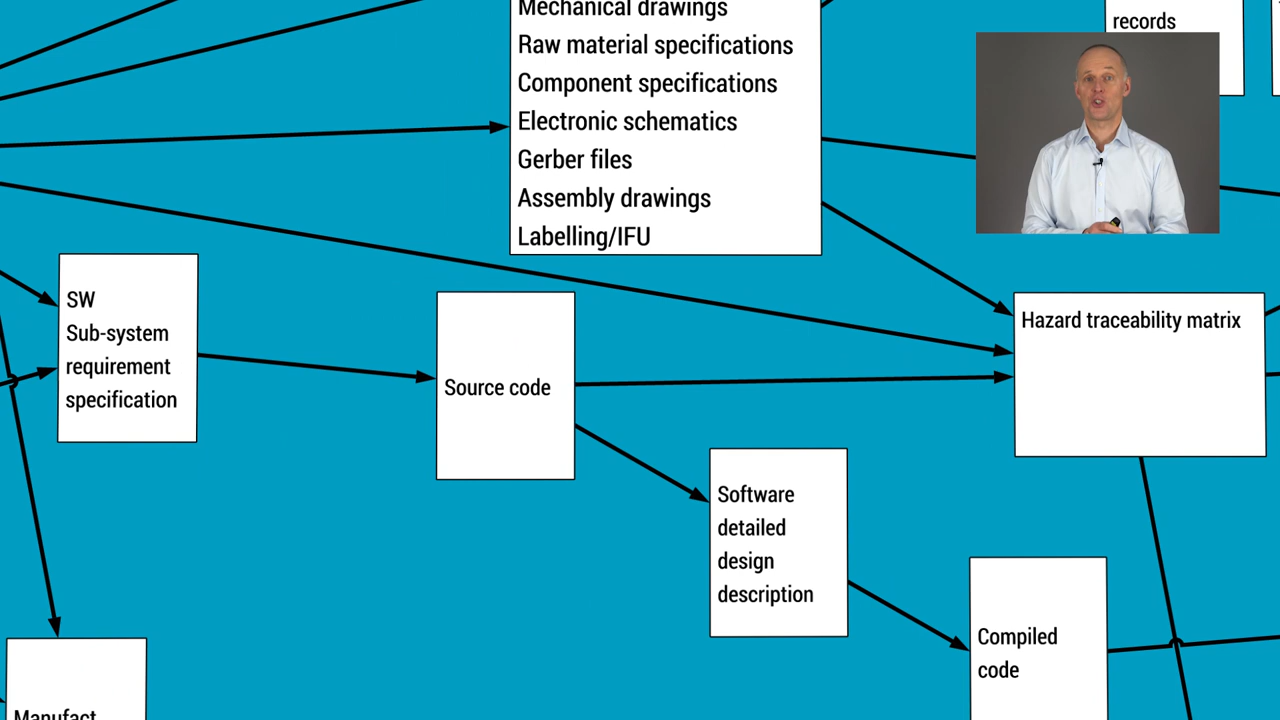 Mechanical drawings
Raw material specifications
Component specifications
Electronic schematics
Gerber files
Assembly drawings
Labelling/IFU
records
SW
Sub-system
requirement
specification
Source code
Hazard traceability matrix
Software
detailed
design
description
Compiled
code
Manufact